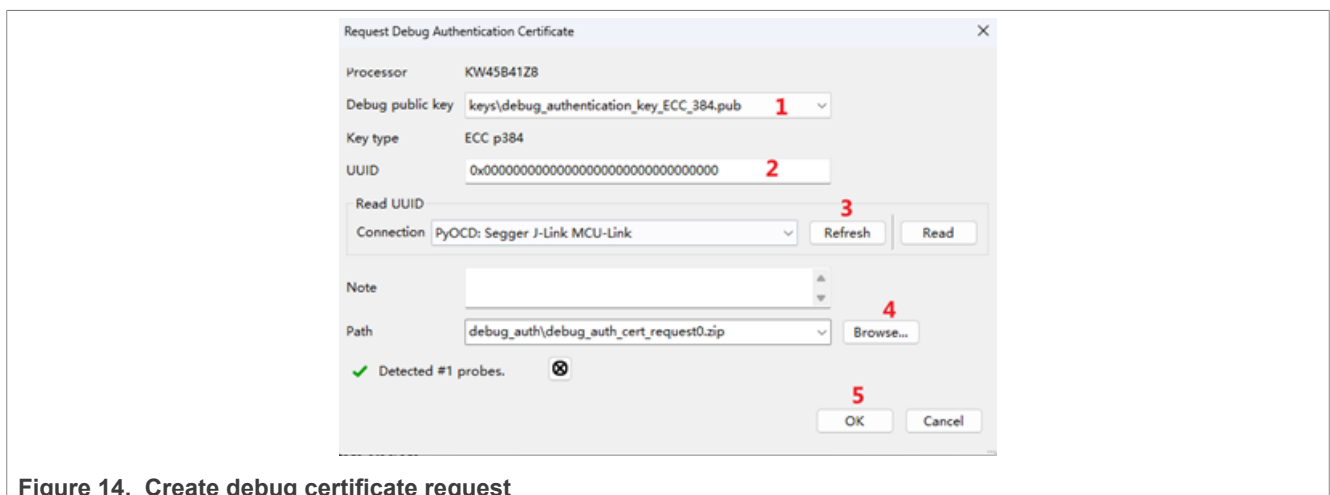 Request Debug Authentication Certificate
Processor KW45B41Z8
Debug public key keys\debug_authentication_key_ECC_384.pub 1
Key type ECC p384
UUID 0x00000000000000000000000000000000 2
Read UUID
3
Connection PyOCD: Segger J-Link MCU-Link Refresh Read
Note
4
Path debug_auth\debug_auth_cert_request0.zip Browse...
Detected #1 probes.
5
OK Cancel
Figure 14. Create debug certificate request